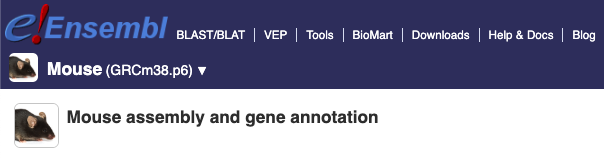 e!Ensembl BLAST/BLAT VEP Tools BioMart Downloads Help & Docs Blog
Mouse (GRCm38.p6) ▼
Mouse assembly and gene annotation